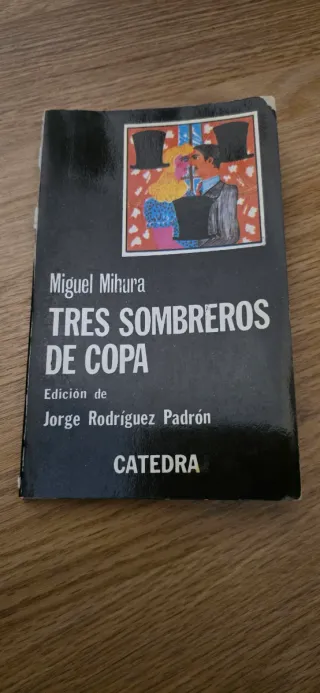 Miguel Mihura
TRES SOMBREROS
DE COPA
Edición de
Jorge Rodríguez Padrón
CATEDRA